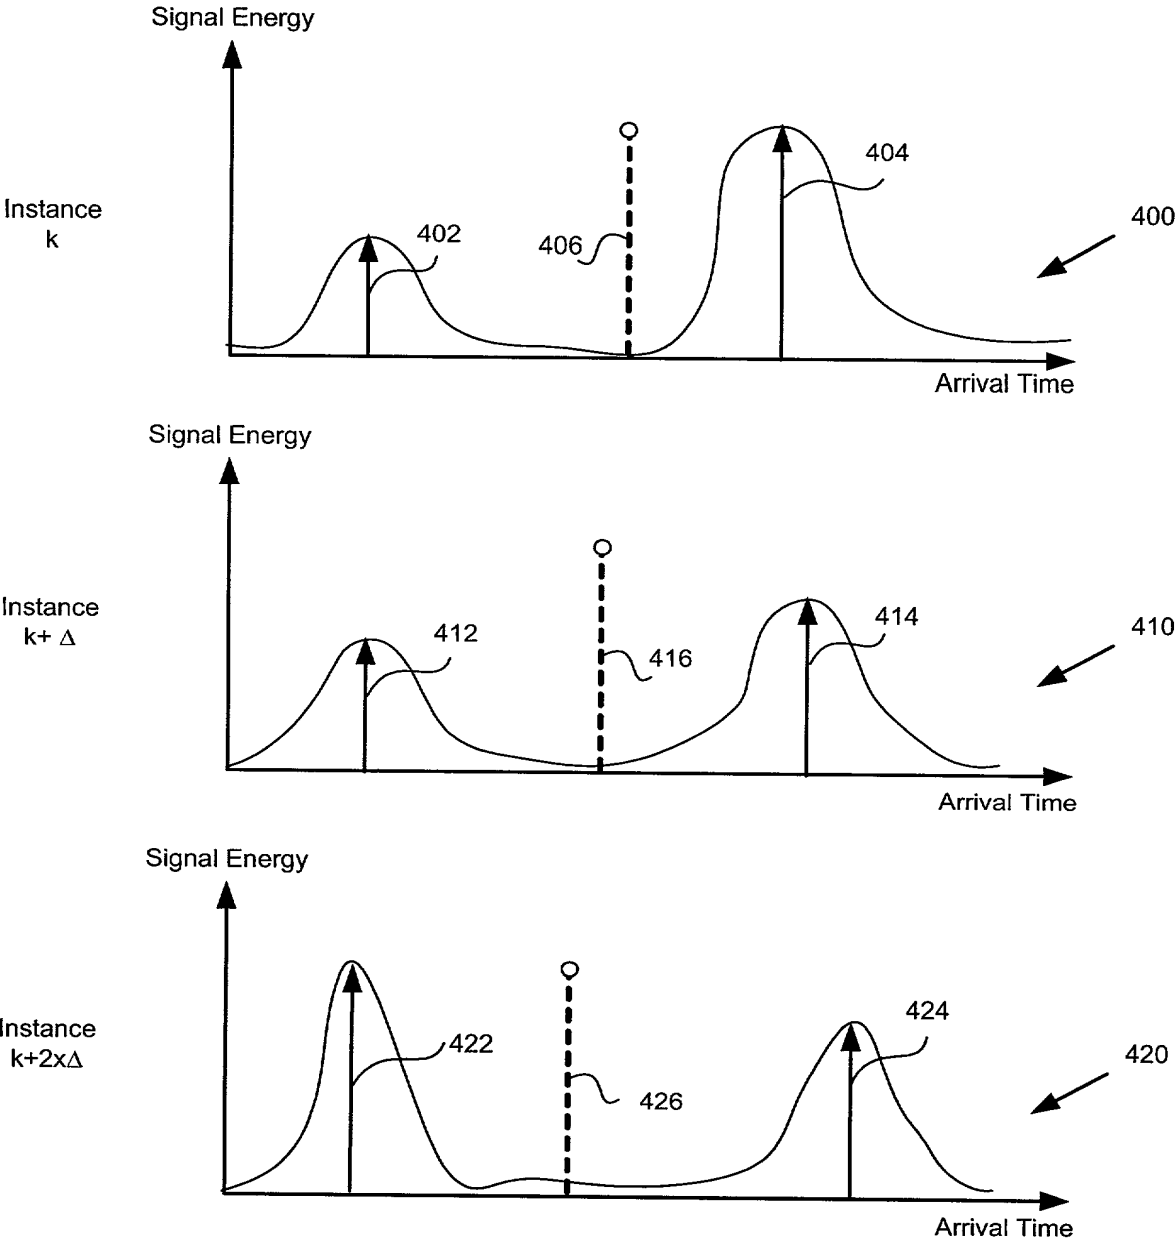 Signal Energy
404
Instance
k
402
406
400
Arrival Time
Signal Energy
Instance
k+ Δ
412
416
414
410
Arrival Time
Signal Energy
Instance
k+2xΔ
422
426
424
420
Arrival Time